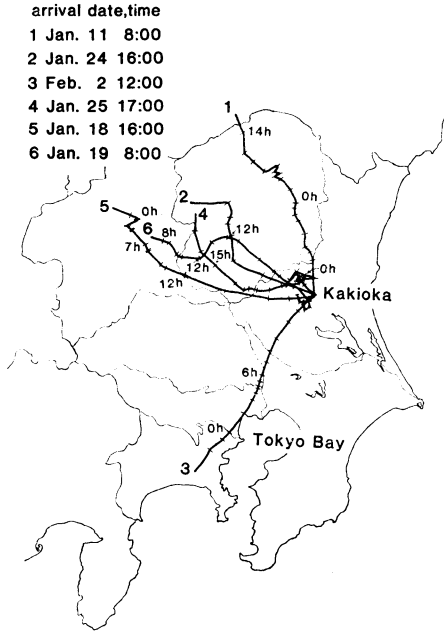 arrival date,time
1 Jan. 11 8:00
2 Jan. 24 16:00
3 Feb. 2 12:00
4 Jan. 25 17:00
5 Jan. 18 16:00
6 Jan. 19 8:00
1
14h
2
5
0h
4
0h
6
8h
12h
7h
15h
12h
0h
12h
Kakioka
6h
0h
Tokyo Bay
3